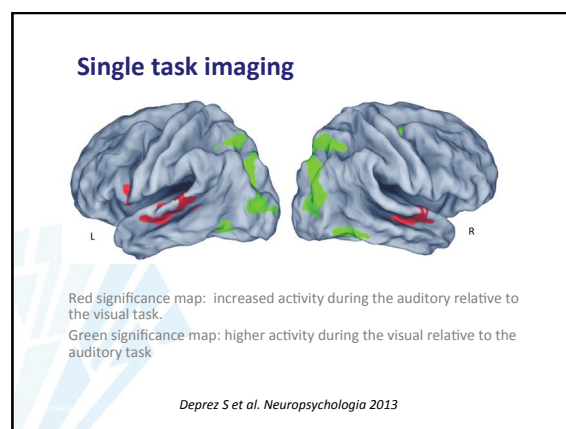 Single task imaging
L
R
Red significance map: increased activity during the auditory relative to
the visual task.
Green significance map: higher activity during the visual relative to the
auditory task
Deprez S et al. Neuropsychologia 2013